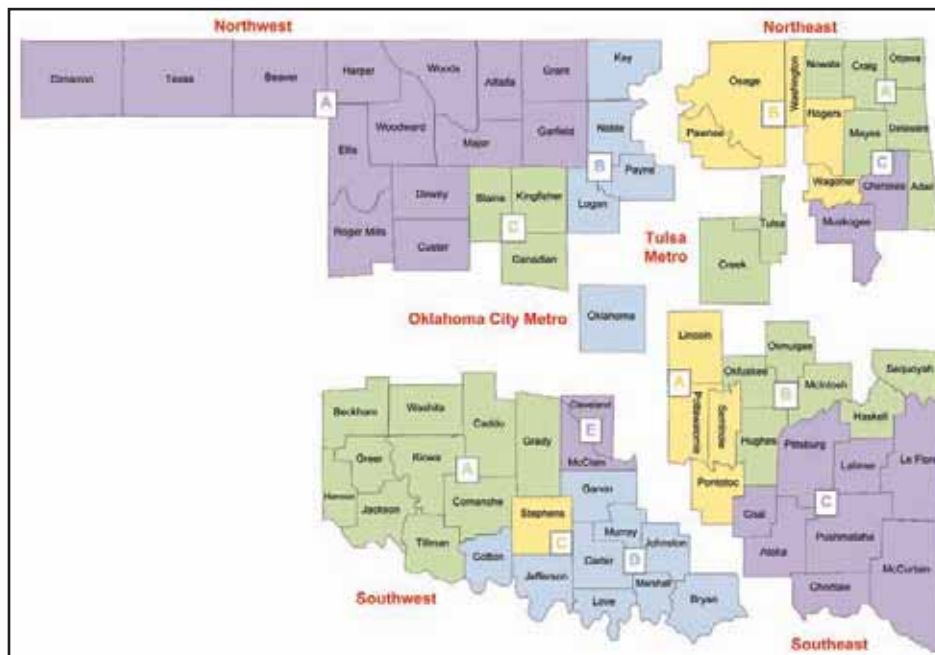 Northwest
Cimarron
Texas
Beaver
Harper
Woods
Alfalfa
Grant
Kay
A
Woodward
Major
Garfield
Noble
Ellis
B
Payne
Dewey
Blaine
Kingfisher
Logan
Roger Mills
Custer
C
Canadian
Northeast
Osage
Washington
Nowata
Craig
Ottawa
A
B
Rogers
Pawnee
Mayes
Delaware
C
Wagoner
Cherokee
Adair
Muskogee
Tulsa
Metro
Tulsa
Creek
Oklahoma City Metro
Oklahoma
Beckham
Washita
Caddo
Grady
Cleveland
E
McClain
Greer
Kiowa
A
Harmon
Jackson
Comanche
Stephens
Garvin
Tillman
Cotton
C
Murray
Johnston
Jefferson
Carter
D
Marshall
Love
Bryan
Southwest
Lincoln
Okmulgee
Okfuskee
McIntosh
Sequoyah
A
B
Pottawatomie
Seminole
Hughes
Haskell
Pittsburg
Pontotoc
Latimer
Le Flore
C
Coal
Atoka
Pushmataha
McCurtain
Choctaw
Southeast